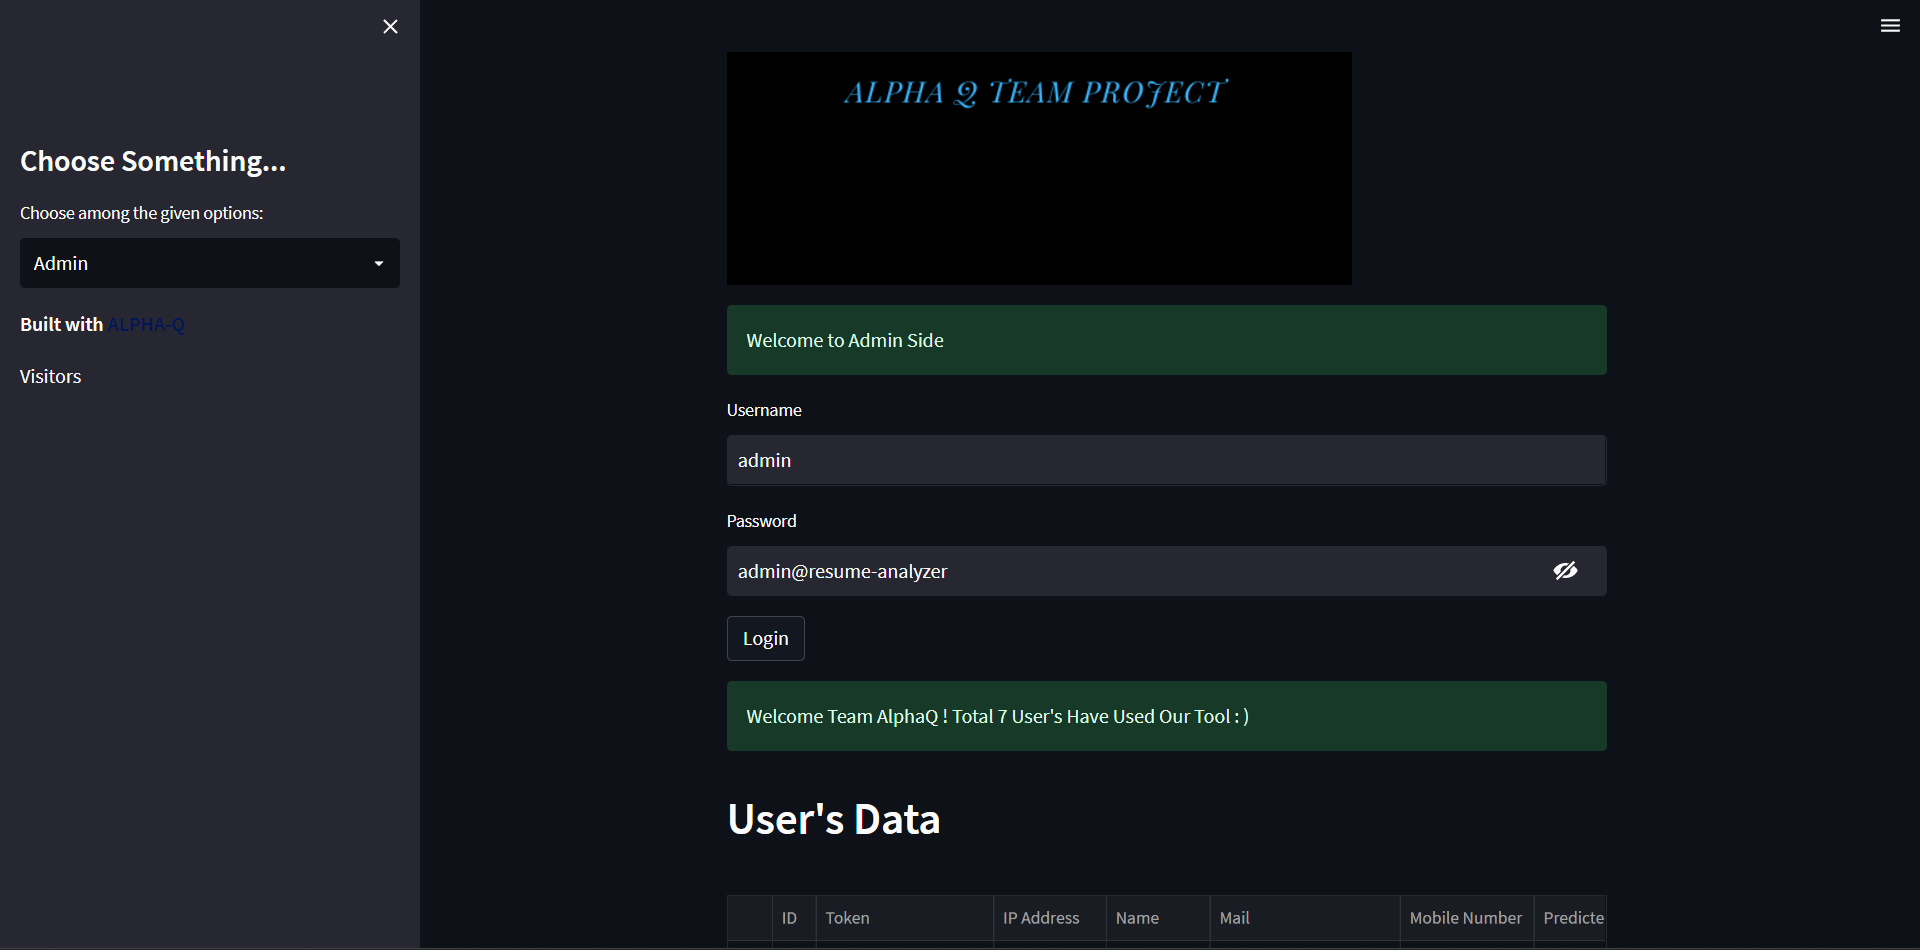 Choose Something...
Choose among the given options:
Admin
Built with ALPHA-Q
Visitors
ALPHA Q TEAM PROJECT
Welcome to Admin Side
Username
admin
Password
admin@resume-analyzer
Login
Welcome Team AlphaQ ! Total 7 User's Have Used Our Tool : )
User's Data
ID Token IP Address Name Mail Mobile Number Predicte